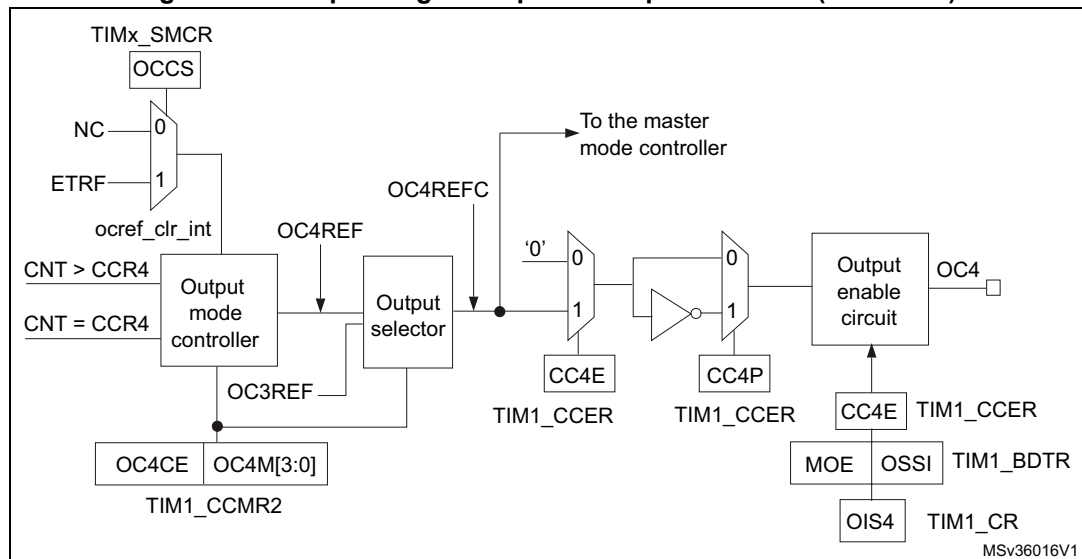 TIMx_SMCR
OCCS
NC
0
ETRF
1
ocref_clr_int
To the master
mode controller
OC4REFC
OC4REF
CNT > CCR4
CNT = CCR4
Output
mode
controller
Output
selector
OC3REF
'0'
0
1
CC4E
TIM1_CCER
0
1
CC4P
TIM1_CCER
Output
enable
circuit
OC4
CC4E
TIM1_CCER
MOE
OSSI
TIM1_BDTR
OIS4
TIM1_CR
OC4CE
OC4M[3:0]
TIM1_CCMR2
MSv36016V1